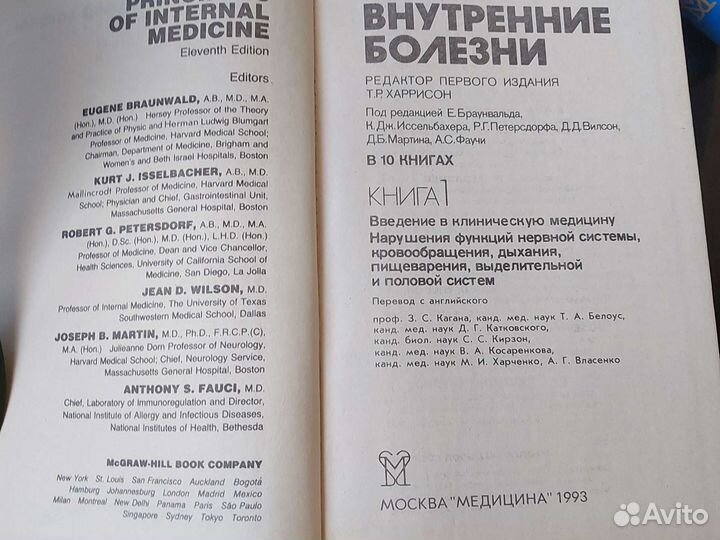 PRINCIPLES
OF INTERNAL
MEDICINE
Eleventh Edition
Editors
EUGENE BRAUNWALD, A.B., M.D., M.A.
(Hon.), M.D. (Hon.) Hersey Professor of the Theory
and Practice of Physic and Herman Ludwig Blumgart
Professor of Medicine, Harvard Medical School;
Chairman, Department of Medicine, Brigham and
Women's and Beth Israel Hospitals, Boston
KURT J. ISSELBACHER, A.B., M.D.
Mallincrodt Professor of Medicine, Harvard Medical
School; Physician and Chief, Gastrointestinal Unit,
Massachusetts General Hospital, Boston
ROBERT G. PETERSDORF, A.B., M.D., M.A.
(Hon.), D.Sc. (Hon.), M.D. (Hon.), L.H.D. (Hon.)
Professor of Medicine, Dean and Vice Chancellor,
Health Sciences, University of California School of
Medicine, San Diego, La Jolla
JEAN D. WILSON, M.D.
Professor of Internal Medicine, The University of Texas
Southwestern Medical School, Dallas
JOSEPH B. MARTIN, M.D., Ph.D., F.R.C.P.(C),
M.A. (Hon.) Julieanne Dorn Professor of Neurology,
Harvard Medical School; Chief, Neurology Service,
Massachusetts General Hospital, Boston
ANTHONY S. FAUCI, M.D.
Chief, Laboratory of Immunoregulation and Director,
National Institute of Allergy and Infectious Diseases,
National Institutes of Health, Bethesda
McGRAW-HILL BOOK COMPANY
New York St. Louis San Francisco Auckland Bogotá
Hamburg Johannesburg London Madrid Mexico
Milan Montreal New Delhi Panama Paris São Paulo
Singapore Sydney Tokyo Toronto
ВНУТРЕННИЕ
БОЛЕЗНИ
РЕДАКТОР ПЕРВОГО ИЗДАНИЯ
Т.Р. ХАРРИСОН
Под редакцией Е.Браунвальда,
К.Дж.Иссельбахера, Р.Г.Петерсдорфа, Д.Д.Вилсон,
Д.Б.Мартина, А.С.Фаучи
В 10 КНИГАХ
КНИГА 1
Введение в клиническую медицину
Нарушения функций нервной системы,
кровообращения, дыхания,
пищеварения, выделительной
и половой систем
Перевод с английского
проф. З. С. Кагана, канд. мед. наук Т. А. Белоус,
канд. мед. наук Д. Г. Катковского,
канд. биол. наук С. С. Кирзон,
канд. мед. наук В. А. Косаренкова,
канд. мед. наук М. И. Харченко, А. Г. Власенко
МОСКВА "МЕДИЦИНА" 1993
Avito